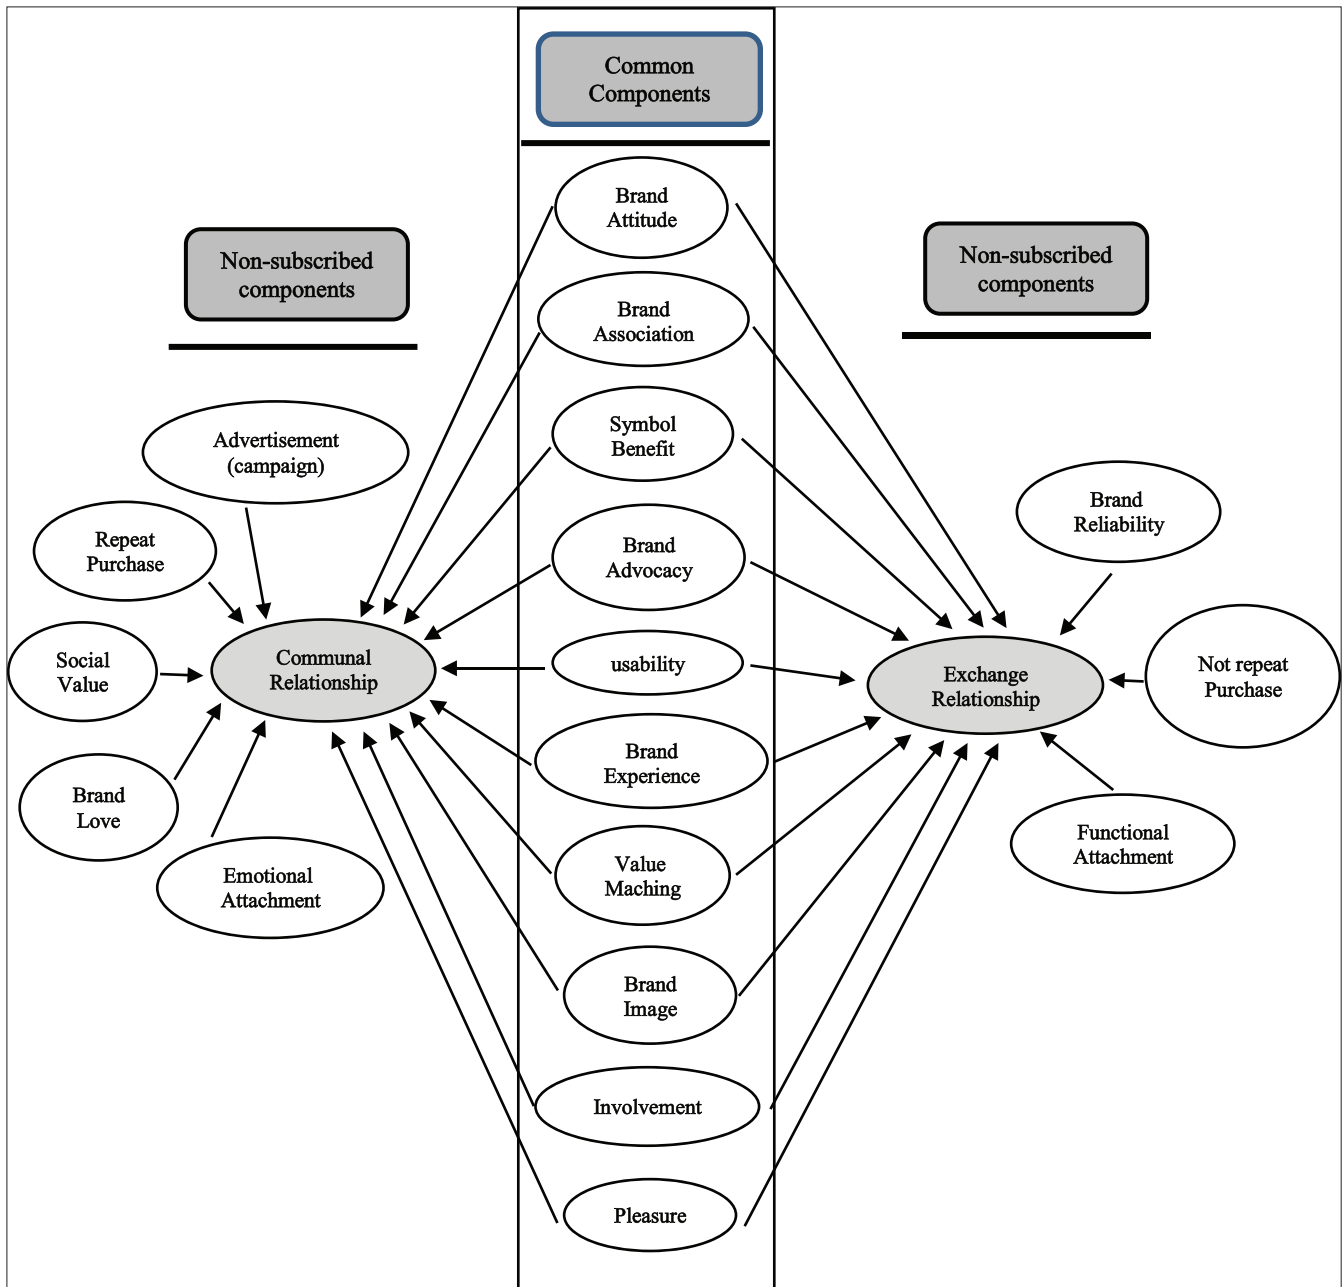 Common
Components
Non-subscribed
components
Non-subscribed
components
Brand
Attitude
Brand
Association
Symbol
Benefit
Brand
Advocacy
usability
Brand
Experience
Value
Maching
Brand
Image
Involvement
Pleasure
Advertisement
(campaign)
Repeat
Purchase
Social
Value
Brand
Love
Emotional
Attachment
Communal
Relationship
Exchange
Relationship
Brand
Reliability
Not repeat
Purchase
Functional
Attachment